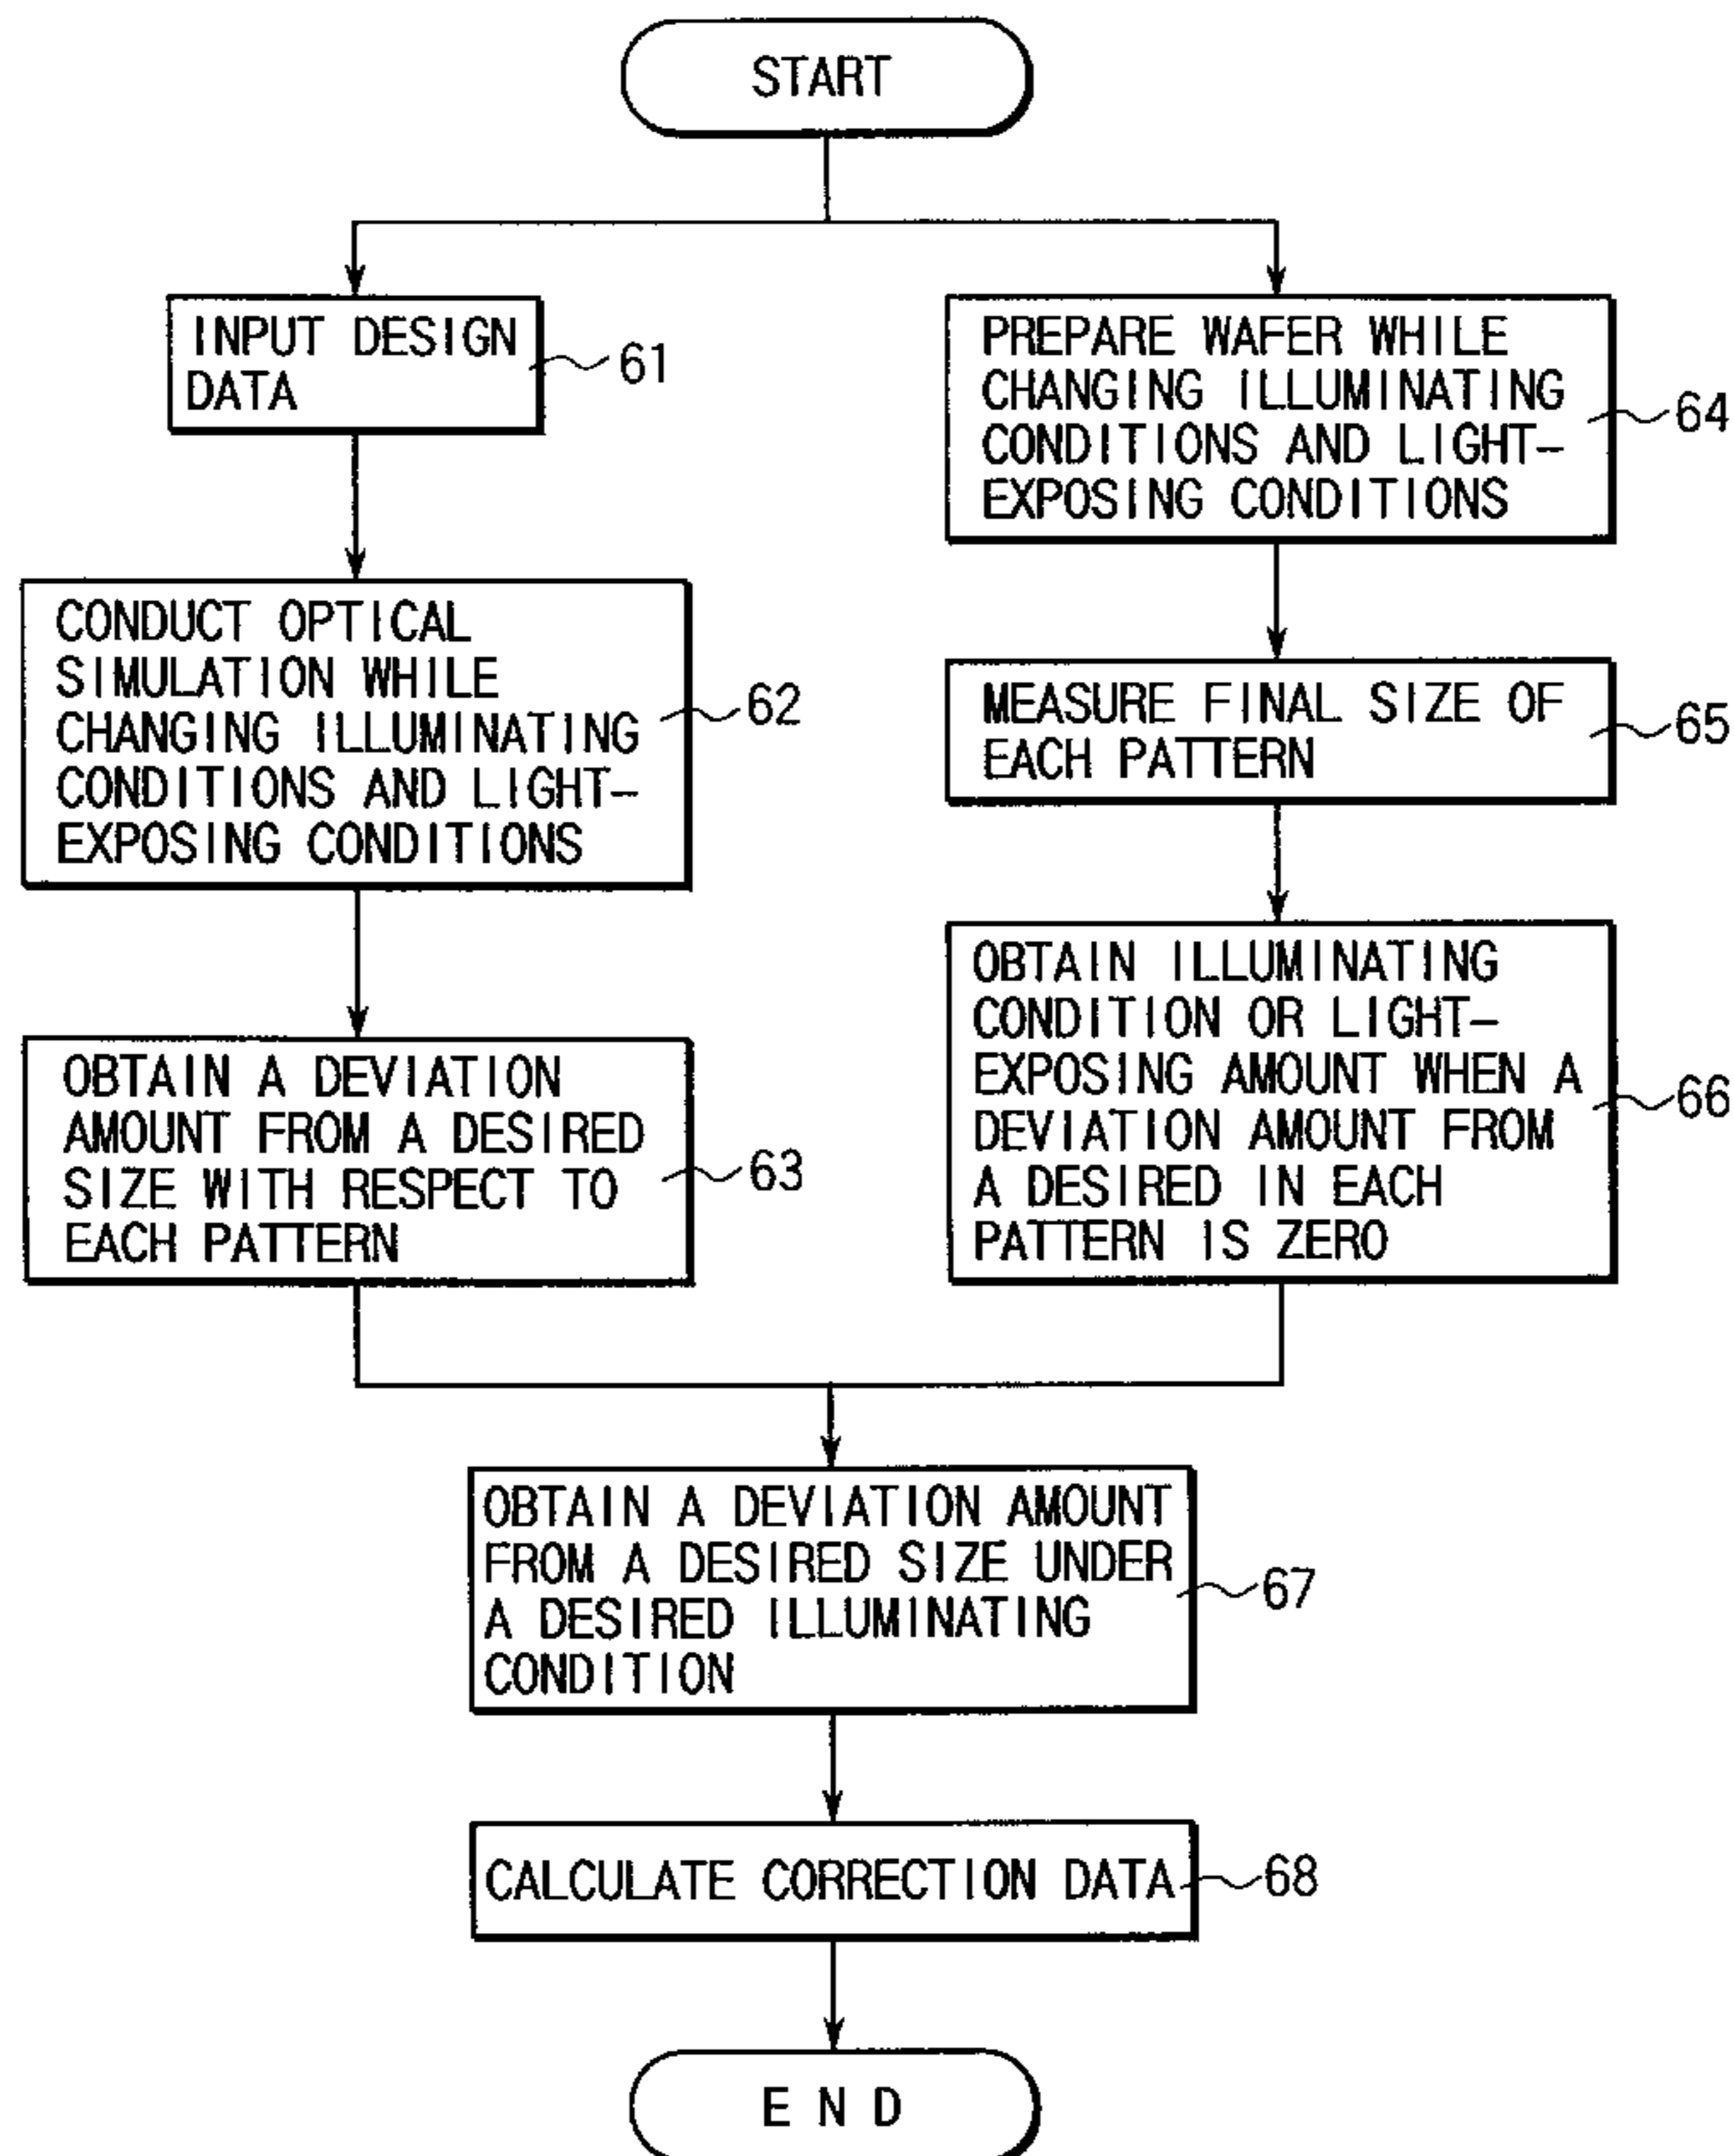 START
INPUT DESIGN
DATA
61
CONDUCT OPTICAL
SIMULATION WHILE
CHANGING ILLUMINATING
CONDITIONS AND LIGHT-
EXPOSING CONDITIONS
62
OBTAIN A DEVIATION
AMOUNT FROM A DESIRED
SIZE WITH RESPECT TO
EACH PATTERN
63
PREPARE WAFER WHILE
CHANGING ILLUMINATING
CONDITIONS AND LIGHT-
EXPOSING CONDITIONS
64
MEASURE FINAL SIZE OF
EACH PATTERN
65
OBTAIN ILLUMINATING
CONDITION OR LIGHT-
EXPOSING AMOUNT WHEN A
DEVIATION AMOUNT FROM
A DESIRED IN EACH
PATTERN IS ZERO
66
OBTAIN A DEVIATION AMOUNT
FROM A DESIRED SIZE UNDER
A DESIRED ILLUMINATING
CONDITION
67
CALCULATE CORRECTION DATA
68
END